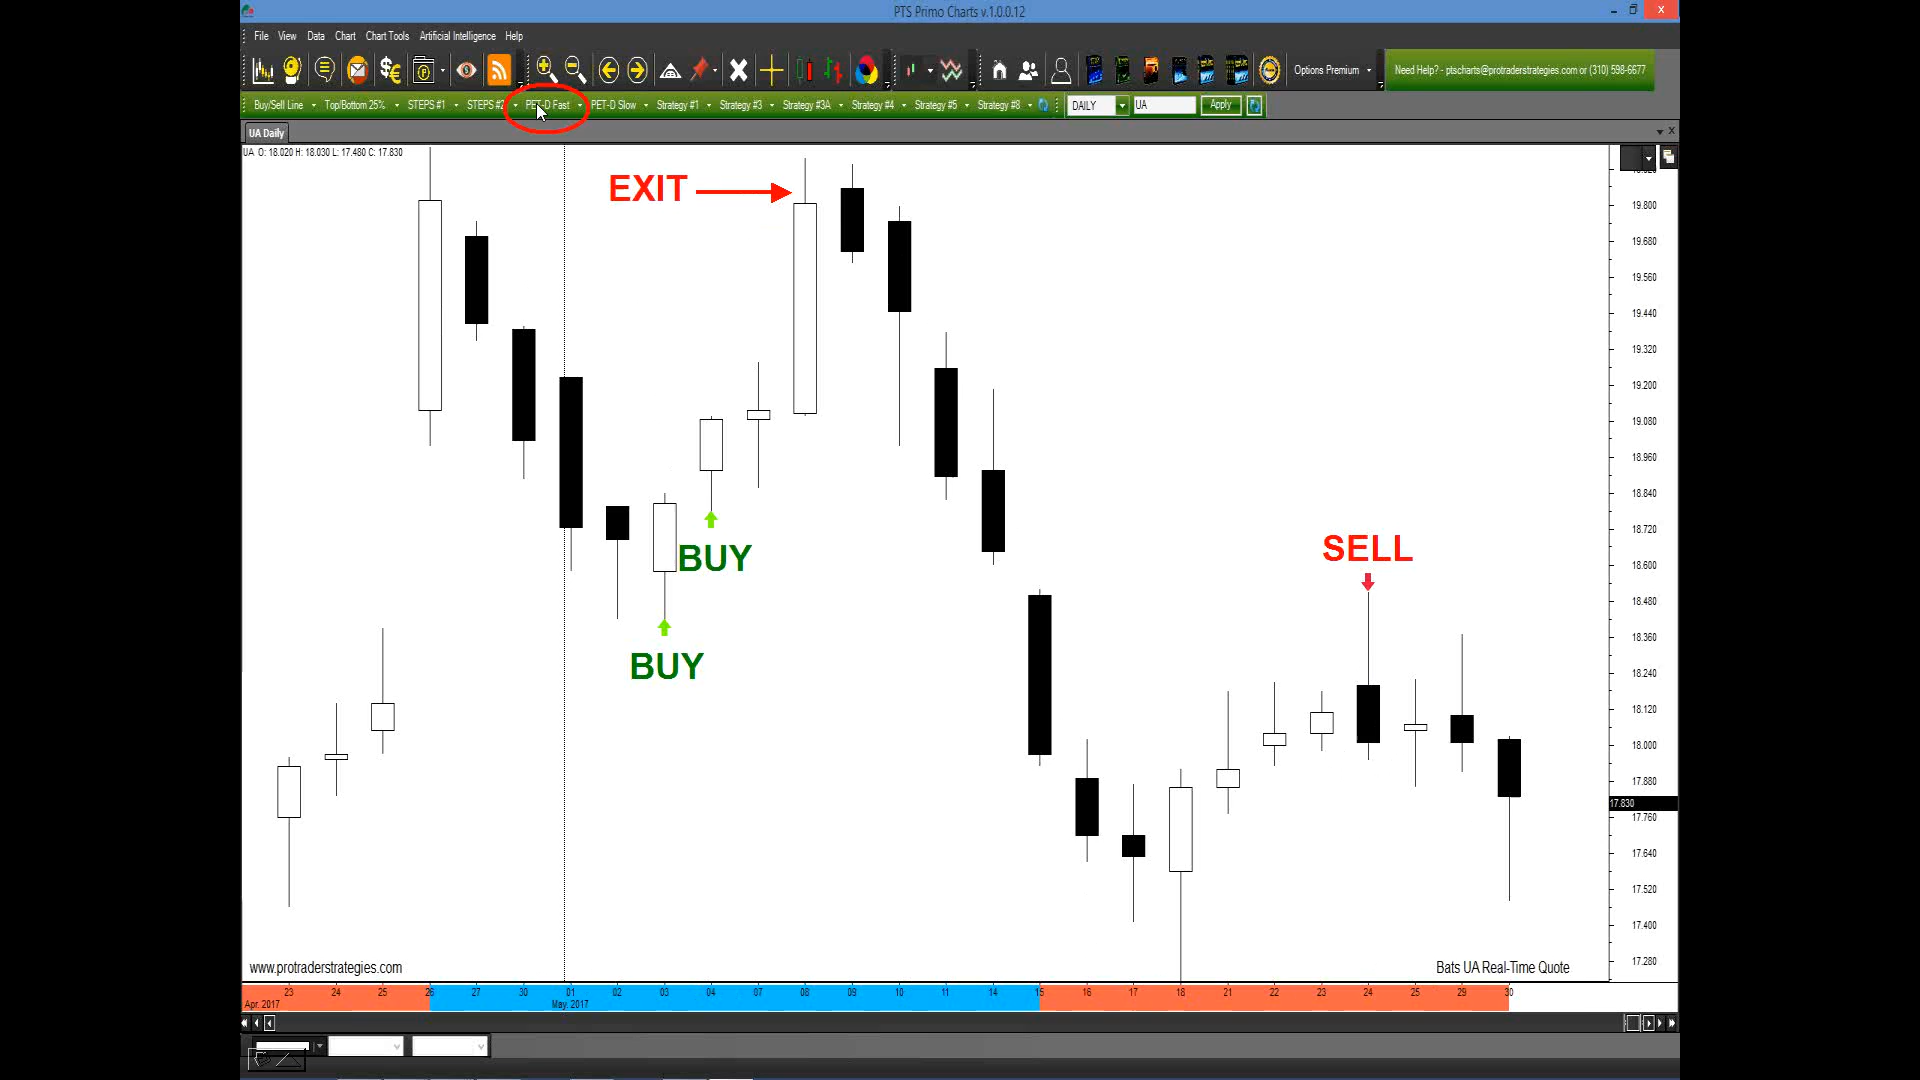 PTS Primo Charts v.1.0.0.12
File View Data Chart Chart Tools Artificial Intelligence Help
Options Premium
Need Help? - ptscharts@protraderstrategies.com or (310) 598-6677
Buy/Sell Line Top/Bottom 25% STEPS #1 STEPS #2 PET-D Fast PET-D Slow Strategy #1 Strategy #3 Strategy #3A Strategy #4 Strategy #5 Strategy #8 DAILY UA Apply
UA Daily
UA O: 18.020 H: 18.030 L: 17.480 C: 17.830
EXIT
BUY
BUY
SELL
19.800
19.680
19.560
19.440
19.320
19.200
19.080
18.960
18.840
18.720
18.600
18.480
18.360
18.240
18.120
18.000
17.880
17.830
17.760
17.640
17.520
17.400
17.280
www.protraderstrategies.com
Bats UA Real-Time Quote
23 24 25 26 27 30 01 02 03 04 07 08 09 10 11 14 15 16 17 18 21 22 23 24 25 29 30
Apr. 2017 May. 2017